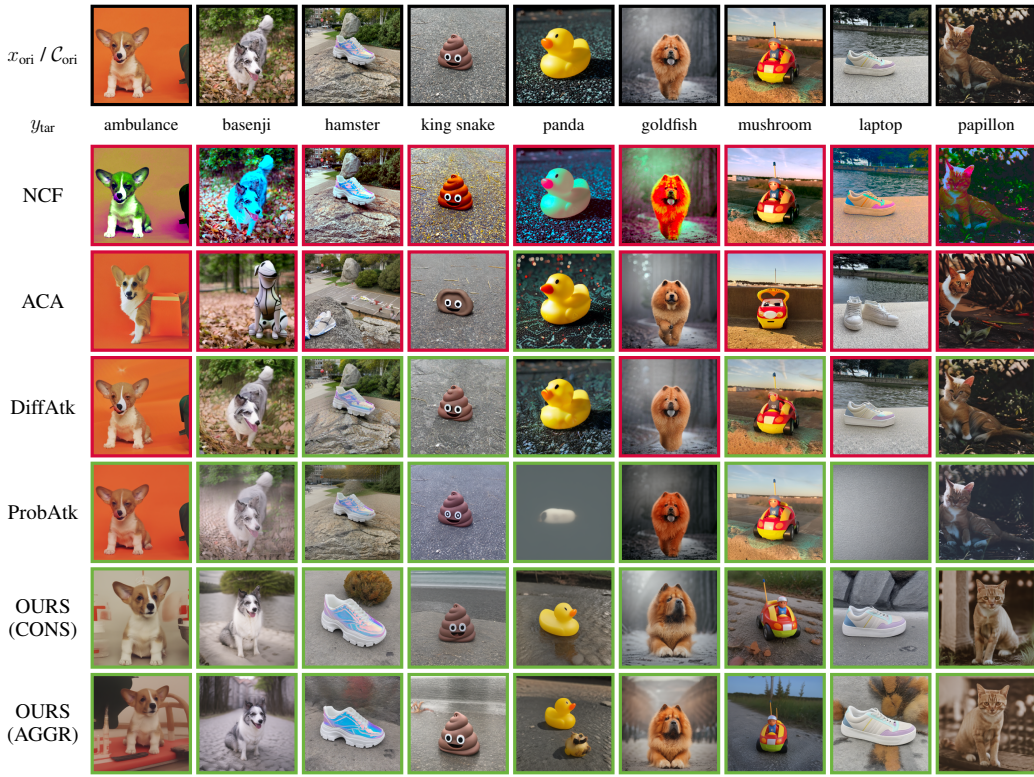 x_ori / C_ori
y_tar ambulance basenji hamster king snake panda goldfish mushroom laptop papillon
NCF
ACA
DiffAtk
ProbAtk
OURS
(CONS)
OURS
(AGGR)